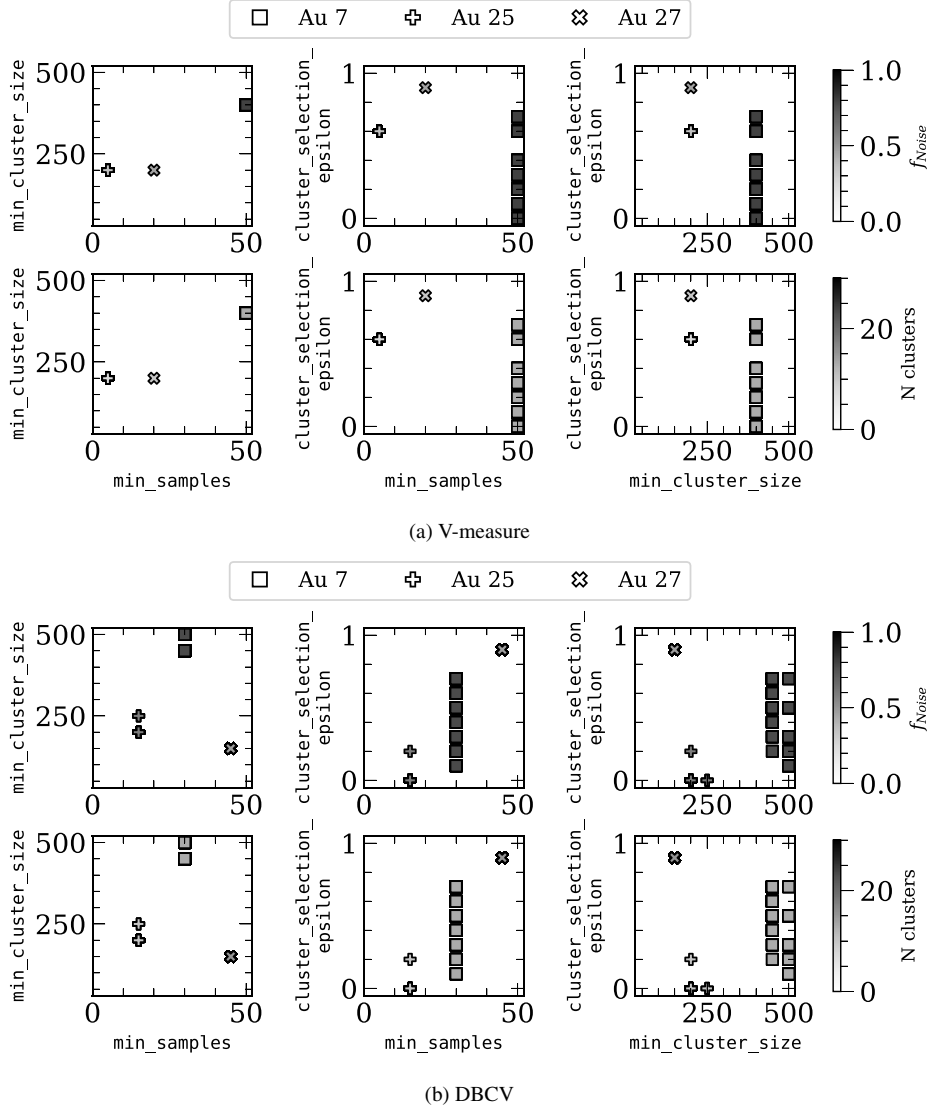 Au 7 Au 25 Au 27
500
250
0 50
min_cluster_size
1
0
0 50
cluster_selection_
epsilon
1
0
250 500
cluster_selection_
epsilon
1.0
0.5
0.0
fNoise
500
250
0 50
min_cluster_size
min_samples
1
0
0 50
cluster_selection_
epsilon
min_samples
1
0
250 500
cluster_selection_
epsilon
min_cluster_size
20
0
N clusters
(a) V-measure
Au 7 Au 25 Au 27
500
250
0 50
min_cluster_size
1
0
0 50
cluster_selection_
epsilon
1
0
250 500
cluster_selection_
epsilon
1.0
0.5
0.0
fNoise
500
250
0 50
min_cluster_size
min_samples
1
0
0 50
cluster_selection_
epsilon
min_samples
1
0
250 500
cluster_selection_
epsilon
min_cluster_size
20
0
N clusters
(b) DBCV